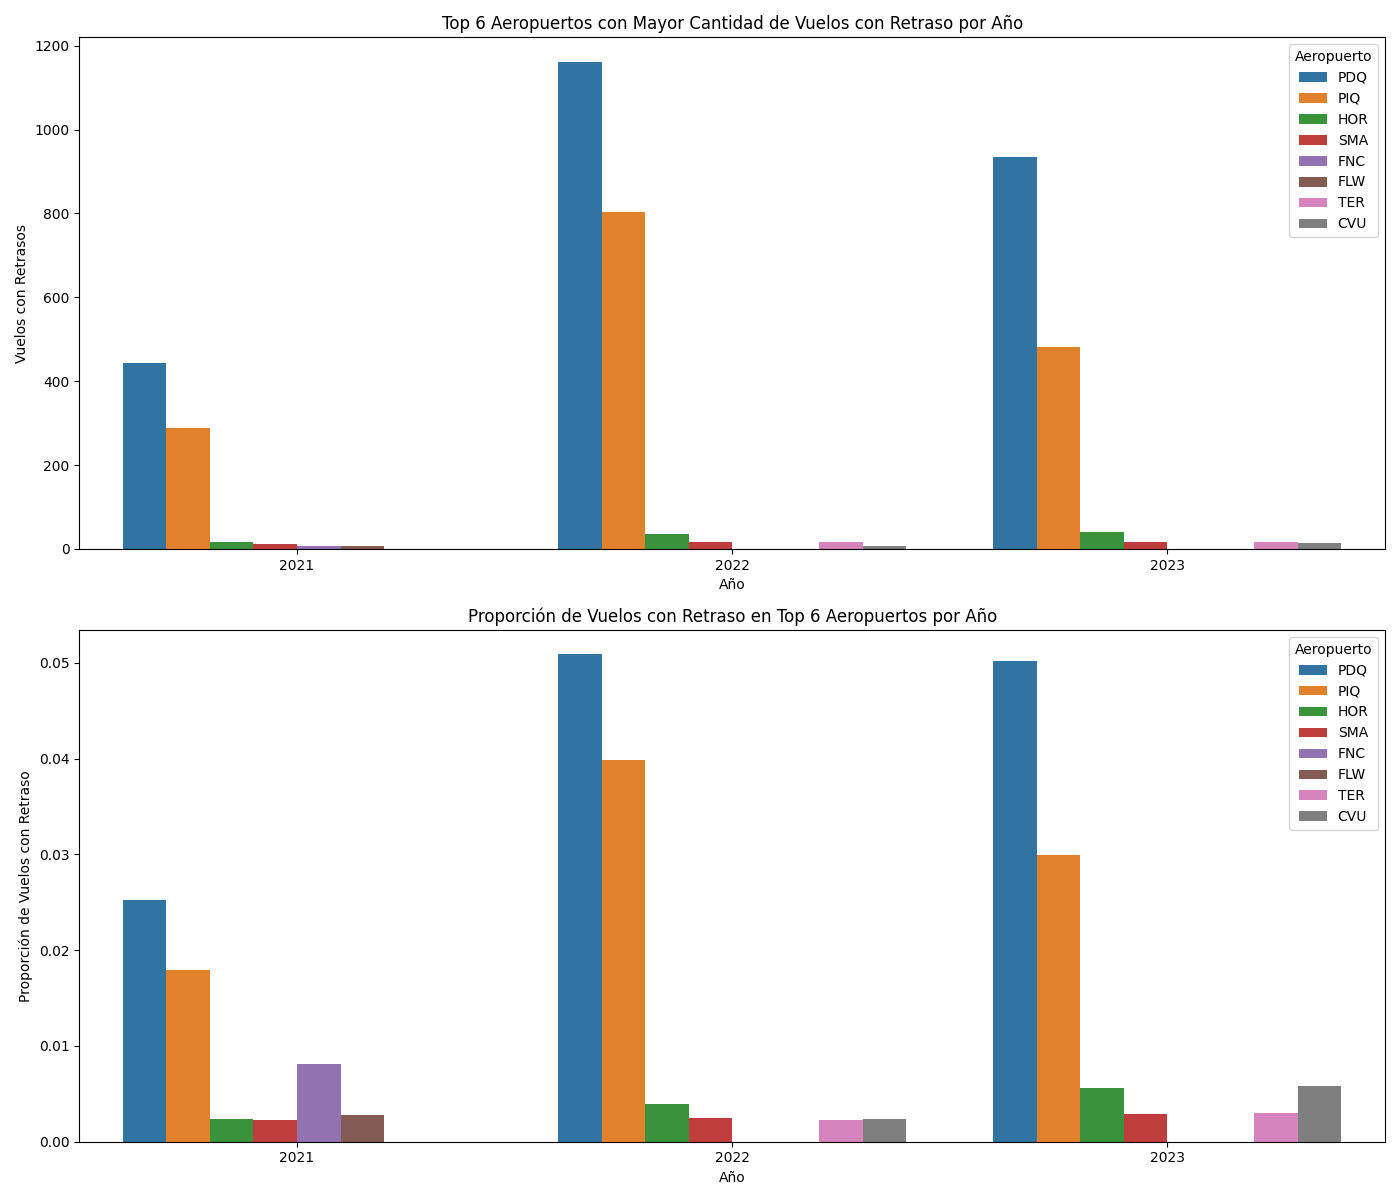 Top 6 Aeropuertos con Mayor Cantidad de Vuelos con Retraso por Año
1200
1000
800
600
400
200
0
Vuelos con Retrasos
Aeropuerto
PDQ
PIQ
HOR
SMA
FNC
FLW
TER
CVU
2021
2022
2023
Año
Proporción de Vuelos con Retraso en Top 6 Aeropuertos por Año
0.05
0.04
0.03
0.02
0.01
0.00
Proporción de Vuelos con Retraso
Aeropuerto
PDQ
PIQ
HOR
SMA
FNC
FLW
TER
CVU
2021
2022
2023
Año